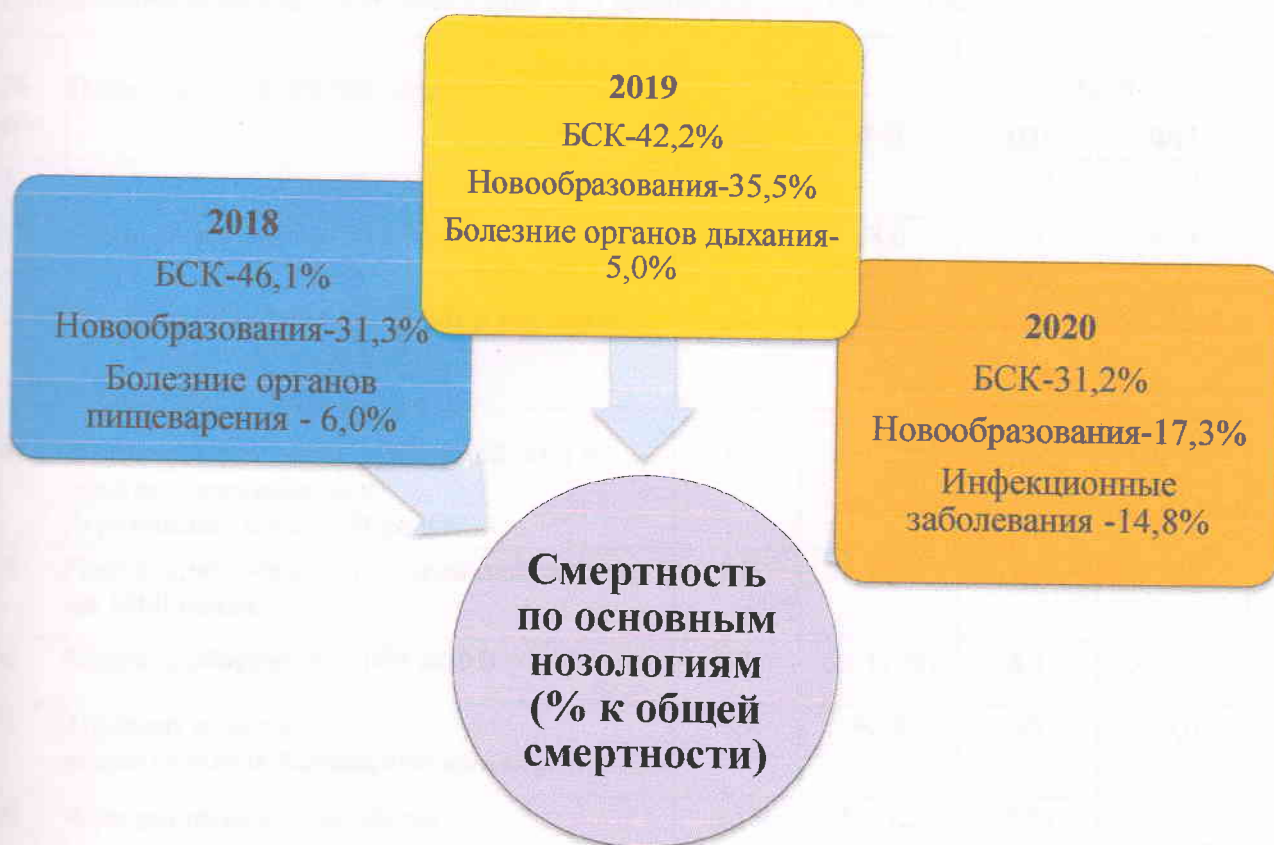 2018
БСК-46,1%
Новообразования-31,3%
Болезние органов
пищеварения - 6,0%
2019
БСК-42,2%
Новообразования-35,5%
Болезние органов дыхания-
5,0%
2020
БСК-31,2%
Новообразования-17,3%
Инфекционные
заболевания -14,8%
Смертность
по основным
нозологиям
(% к общей
смертности)